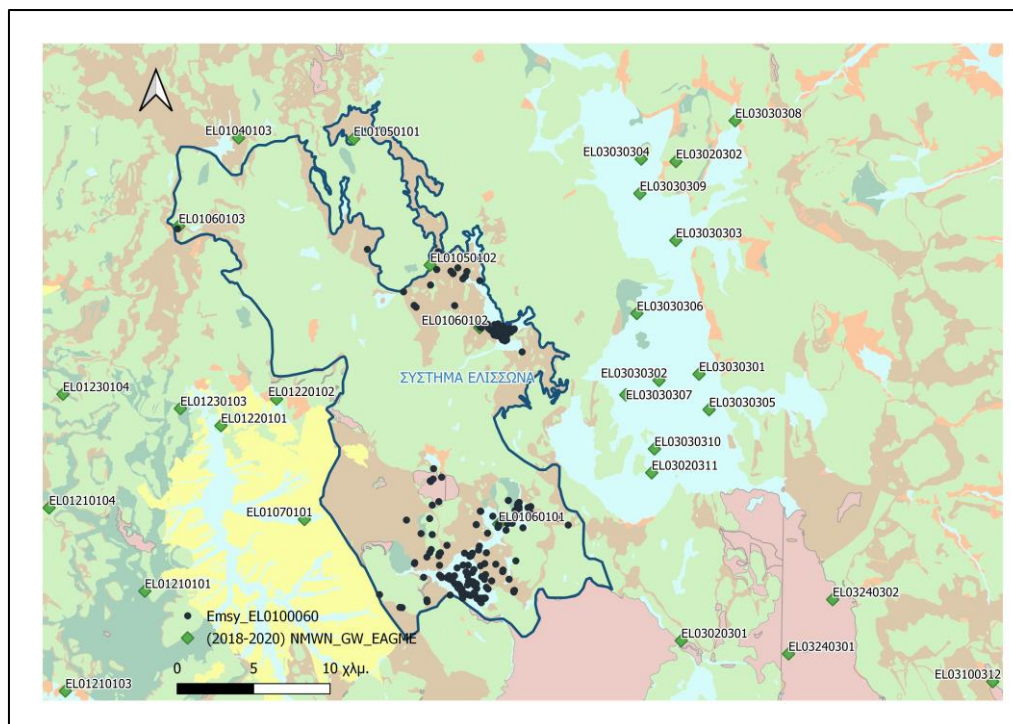 EL03030308
EL01040103
EL01050101
EL03030304
EL03020302
EL03030309
EL01060103
EL03030303
EL01050102
EL03030306
EL01060102
ΣΥΣΤΗΜΑ ΕΛΙΣΣΩΝΑ
EL03030302
EL03030301
EL01230104
EL01220102
EL03030307
EL01230103
EL03030305
EL01220101
EL03030310
EL03020311
EL01210104
EL01070101
EL01060101
EL01210101
EL03240302
Emsy_EL0100060
(2018-2020) NMWN_GW_EAGME
EL03020301
EL03240301
0 5 10 χλμ.
EL03100312
EL01210103